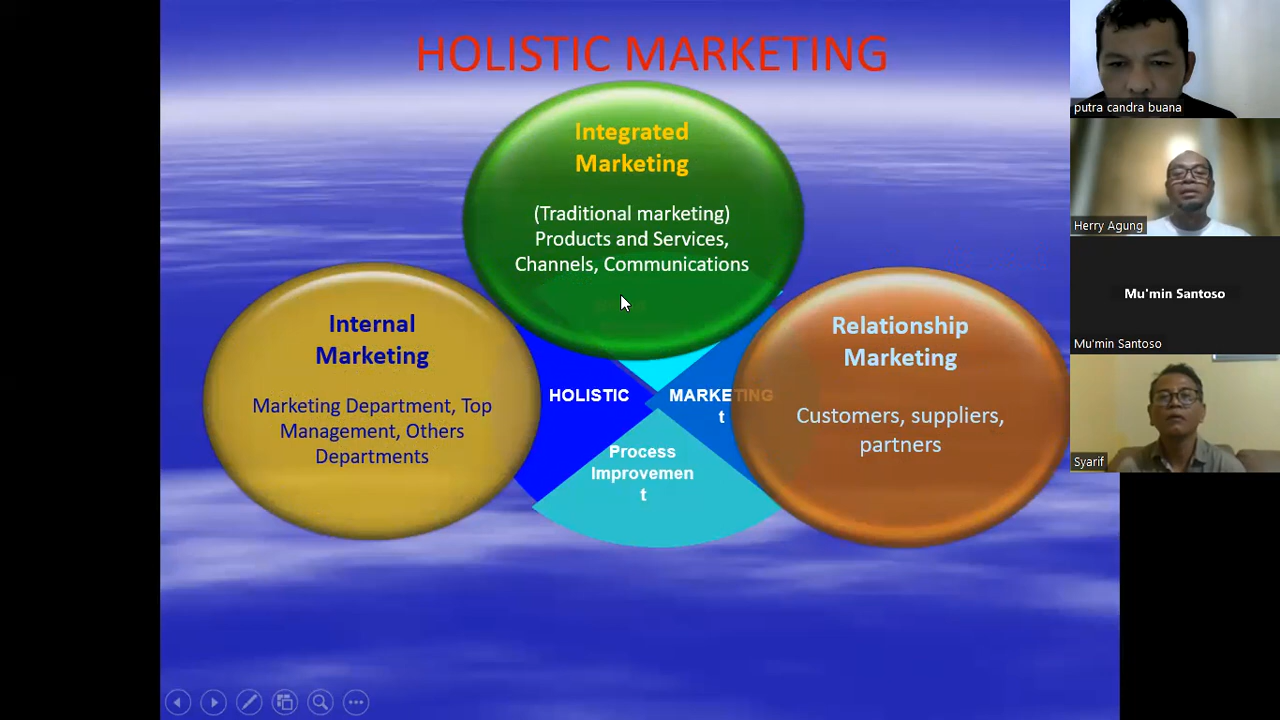 HOLISTIC MARKETING
Integrated
Marketing
(Traditional marketing)
Products and Services,
Channels, Communications
Internal
Marketing
Marketing Department, Top
Management, Others
Departments
HOLISTIC
MARKETING
t
Process
Improvemen
t
Relationship
Marketing
Customers, suppliers,
partners
putra candra buana
Herry Agung
Mu'min Santoso
Mu'min Santoso
Syarif